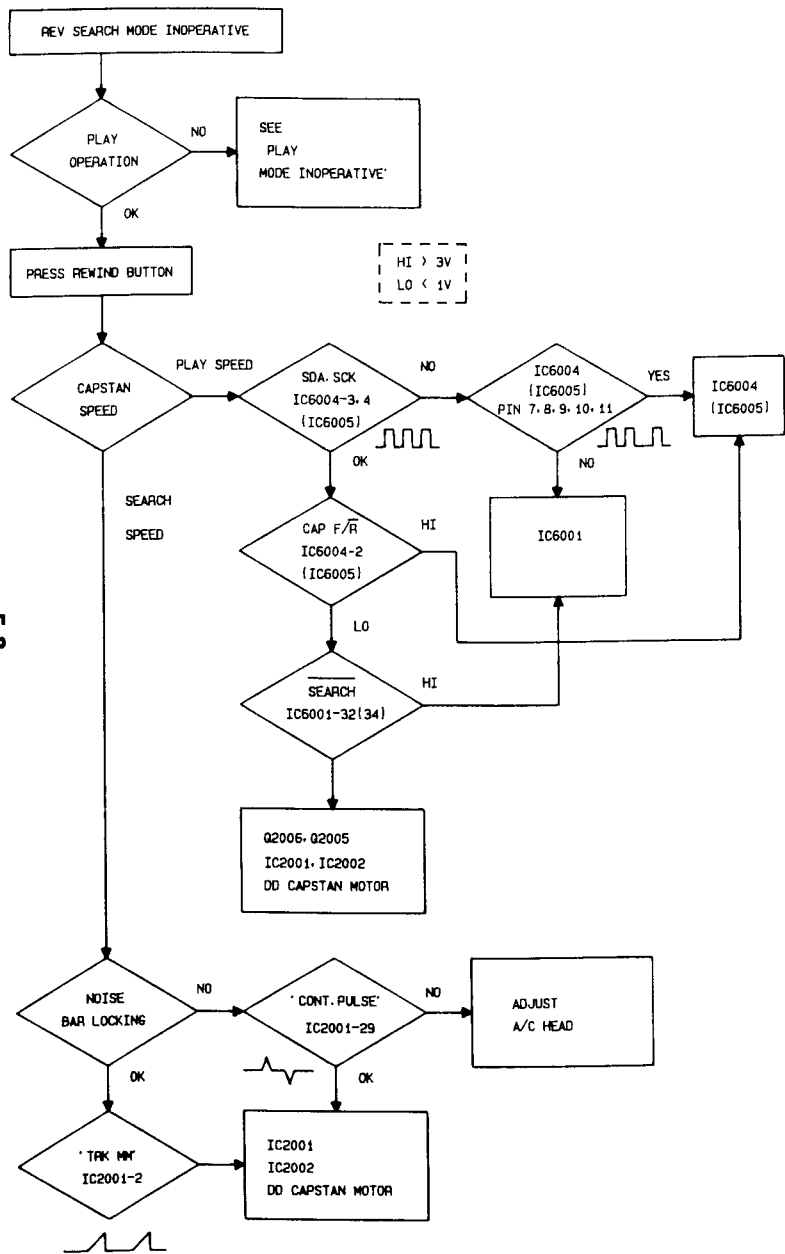 REV SEARCH MODE INOPERATIVE
PLAY
OPERATION
NO
SEE
PLAY
MODE INOPERATIVE'
OK
PRESS REWIND BUTTON
HI > 3V
LO < 1V
CAPSTAN
SPEED
PLAY SPEED
SDA, SCK
IC6004-3, 4
(IC6005)
NO
IC6004
(IC6005)
PIN 7, 8, 9, 10, 11
YES
IC6004
(IC6005)
OK
NO
SEARCH
SPEED
CAP F/R̅
IC6004-2
(IC6005)
HI
IC6001
LO
S̅E̅A̅R̅C̅H̅
IC6001-32(34)
HI
Q2006, Q2005
IC2001, IC2002
DD CAPSTAN MOTOR
NOISE
BAR LOCKING
NO
'CONT.PULSE'
IC2001-29
NO
ADJUST
A/C HEAD
OK
OK
'TRK MM'
IC2001-2
IC2001
IC2002
DD CAPSTAN MOTOR